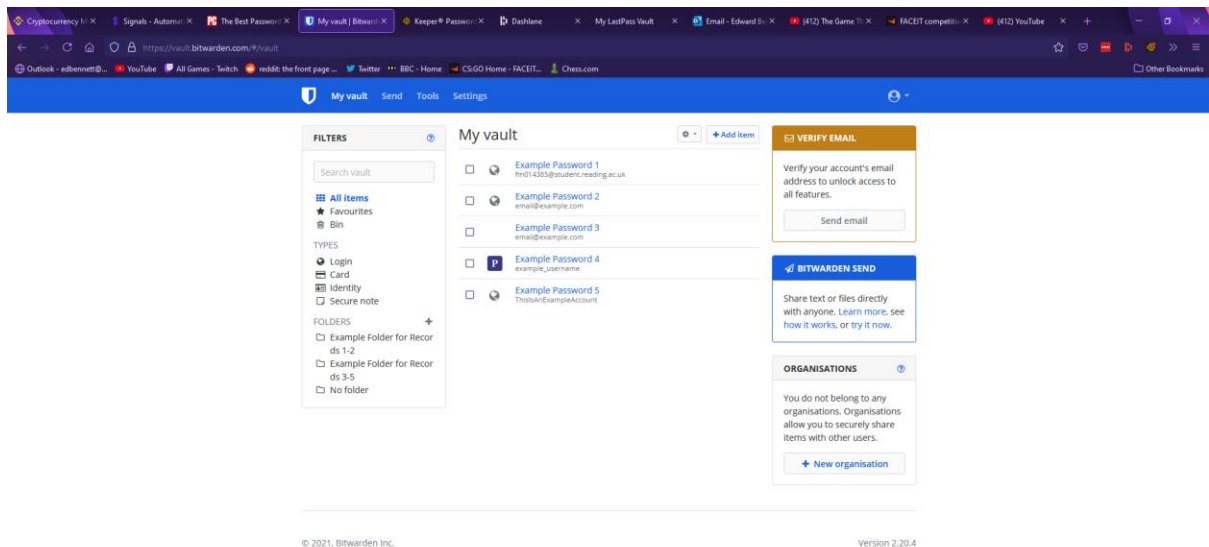 Cryptocurrency M
Signals - Automati
The Best Password
My vault | Bitward
Keeper® Password
Dashlane
My LastPass Vault
Email - Edward Be
(412) The Game Th
FACEIT competiti
(412) YouTube
https://vault.bitwarden.com/#/vault
Outlook - edbennett@...
YouTube
All Games - Twitch
reddit: the front page ...
Twitter
BBC - Home
CS:GO Home - FACEIT...
Chess.com
Other Bookmarks
My vault Send Tools Settings
FILTERS
Search vault
All items
Favourites
Bin
TYPES
Login
Card
Identity
Secure note
FOLDERS
Example Folder for Recor
ds 1-2
Example Folder for Recor
ds 3-5
No folder
My vault
Add item
Example Password 1
fm014385@student.reading.ac.uk
Example Password 2
email@example.com
Example Password 3
email@example.com
P
Example Password 4
example_username
Example Password 5
ThisIsAnExampleAccount
VERIFY EMAIL
Verify your account's email
address to unlock access to
all features.
Send email
BITWARDEN SEND
Share text or files directly
with anyone. Learn more, see
how it works, or try it now.
ORGANISATIONS
You do not belong to any
organisations. Organisations
allow you to securely share
items with other users.
+ New organisation
© 2021, Bitwarden Inc.
Version 2.20.4